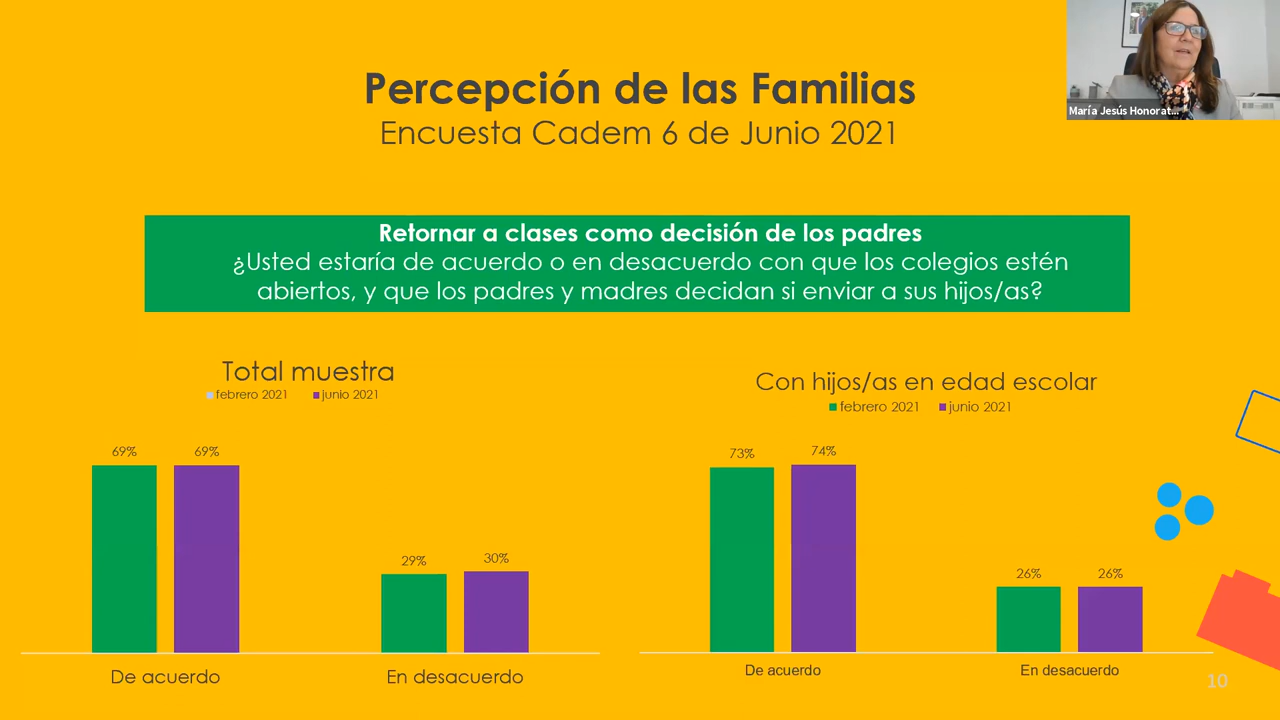 María Jesús Honorat...
Percepción de las Familias
Encuesta Cadem 6 de Junio 2021
Retornar a clases como decisión de los padres
¿Usted estaría de acuerdo o en desacuerdo con que los colegios estén
abiertos, y que los padres y madres decidan si enviar a sus hijos/as?
Total muestra
febrero 2021 junio 2021
69% 69%
29% 30%
De acuerdo En desacuerdo
Con hijos/as en edad escolar
febrero 2021 junio 2021
73% 74%
26% 26%
De acuerdo En desacuerdo
10